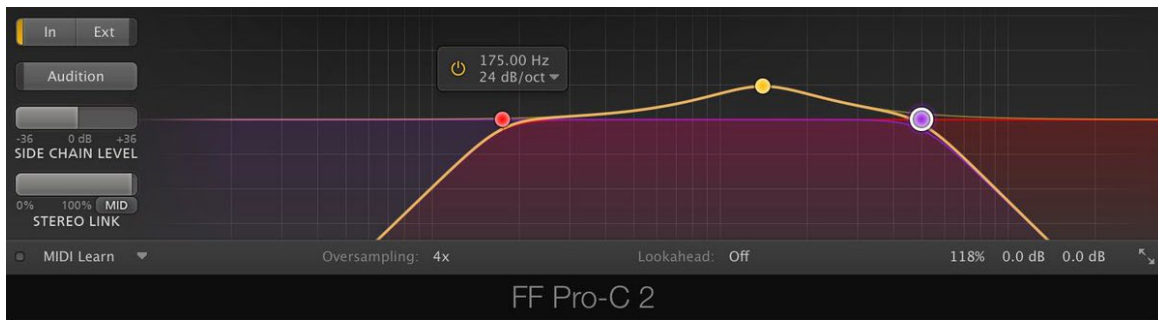 In Ext
Audition
175.00 Hz
24 dB/oct
-36 0 dB +36
SIDE CHAIN LEVEL
0% 100% MID
STEREO LINK
MIDI Learn Oversampling: 4x Lookahead: Off 118% 0.0 dB 0.0 dB
FF Pro-C 2